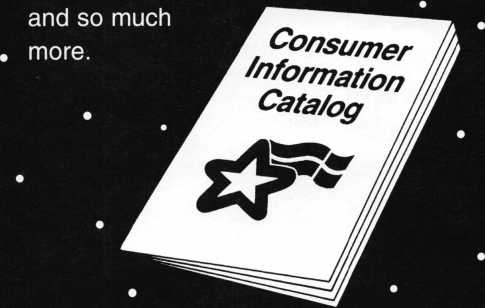 and so much
more.
Consumer
Information
Catalog